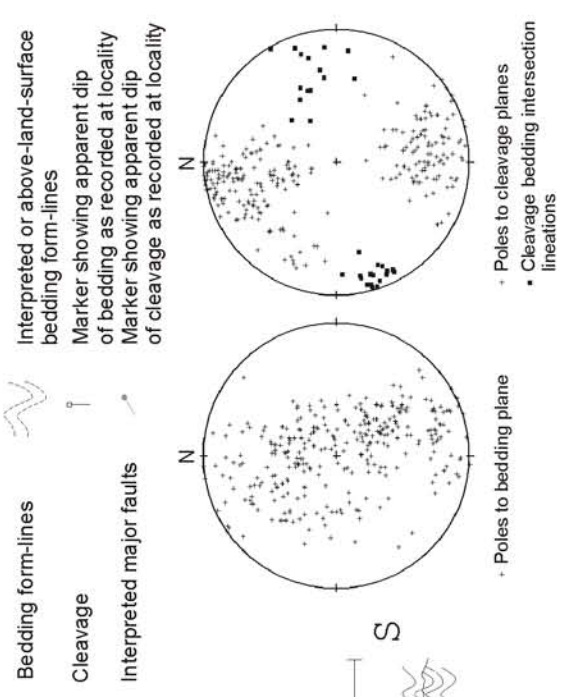 Bedding form-lines
Cleavage
Interpreted major faults
Interpreted or above-land-surface
bedding form-lines
Marker showing apparent dip
of bedding as recorded at locality
Marker showing apparent dip
of cleavage as recorded at locality
S
N
+ Poles to bedding plane
N
+ Poles to cleavage planes
▪ Cleavage bedding intersection
lineations